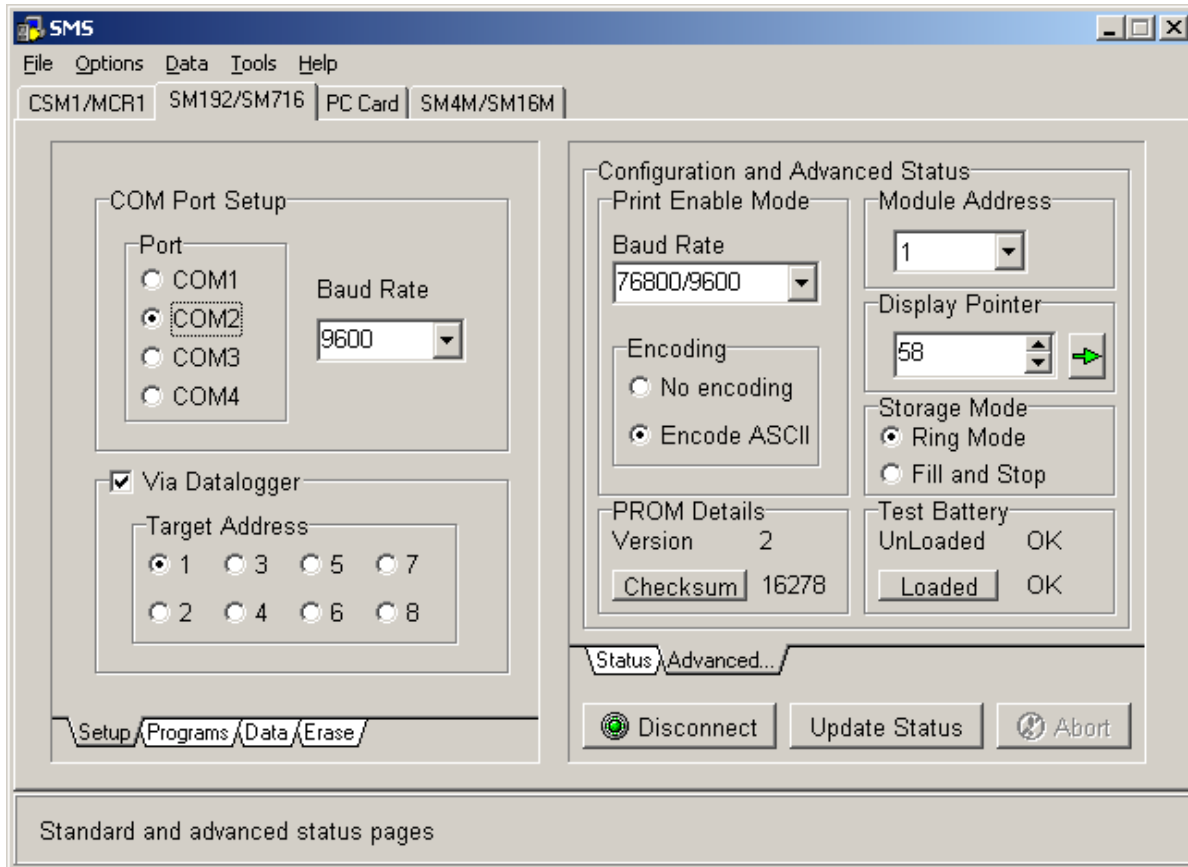 SMS
File Options Data Tools Help
CSM1/MCR1 SM192/SM716 PC Card SM4M/SM16M
COM Port Setup
Port
COM1
COM2
COM3
COM4
Baud Rate
9600
Via Datalogger
Target Address
1 3 5 7
2 4 6 8
Setup Programs Data Erase
Configuration and Advanced Status
Print Enable Mode
Baud Rate
76800/9600
Encoding
No encoding
Encode ASCII
Module Address
1
Display Pointer
58
Storage Mode
Ring Mode
Fill and Stop
PROM Details
Version 2
Checksum 16278
Test Battery
UnLoaded OK
Loaded OK
Status Advanced...
Disconnect Update Status Abort
Standard and advanced status pages